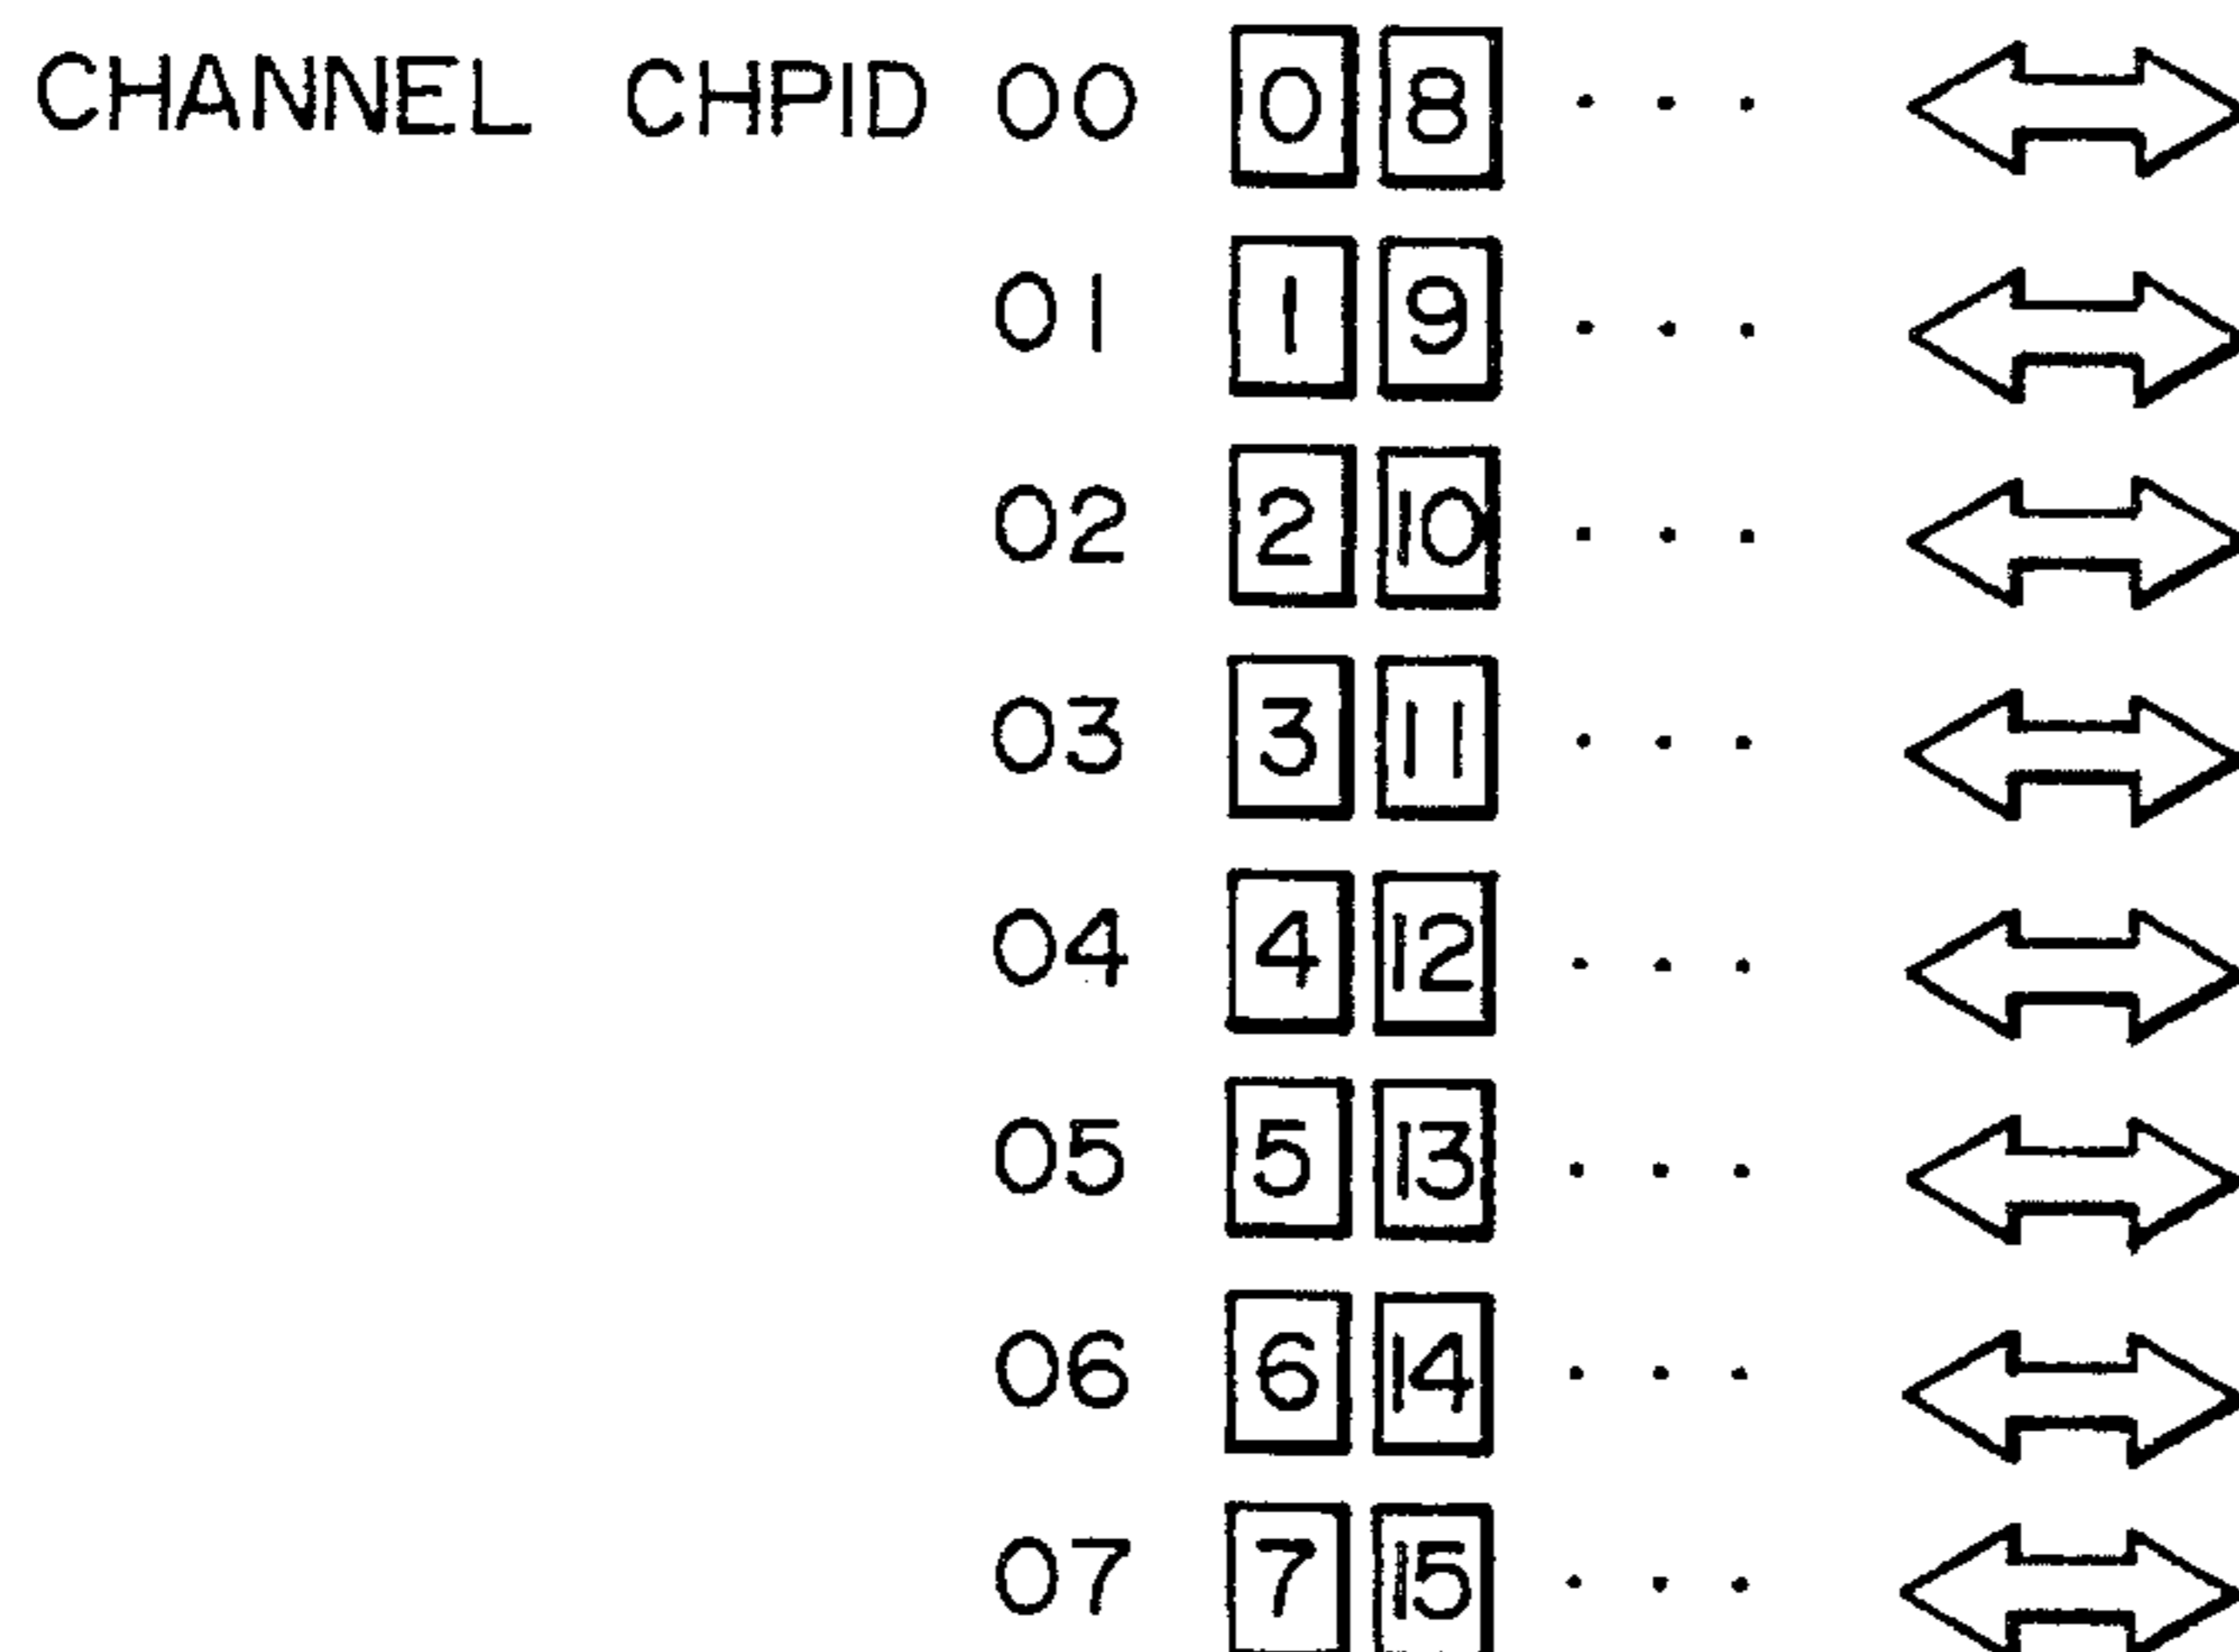 CHANNEL CHPID 00 0 8 . . .
01 1 9 . . .
02 2 10 . . .
03 3 11 . . .
04 4 12 . . .
05 5 13 . . .
06 6 14 . . .
07 7 15 . . .